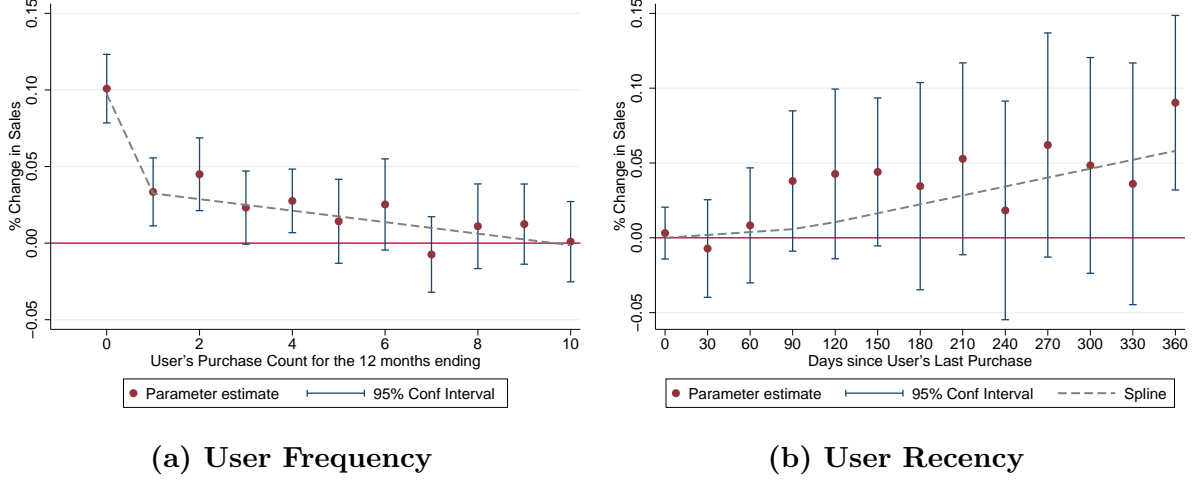 % Change in Sales
0.15
0.10
0.05
0.00
−0.05
0 2 4 6 8 10
User's Purchase Count for the 12 months ending
Parameter estimate 95% Conf Interval
(a) User Frequency
% Change in Sales
0.15
0.10
0.05
0.00
−0.05
0 30 60 90 120 150 180 210 240 270 300 330 360
Days since User's Last Purchase
Parameter estimate 95% Conf Interval Spline
(b) User Recency